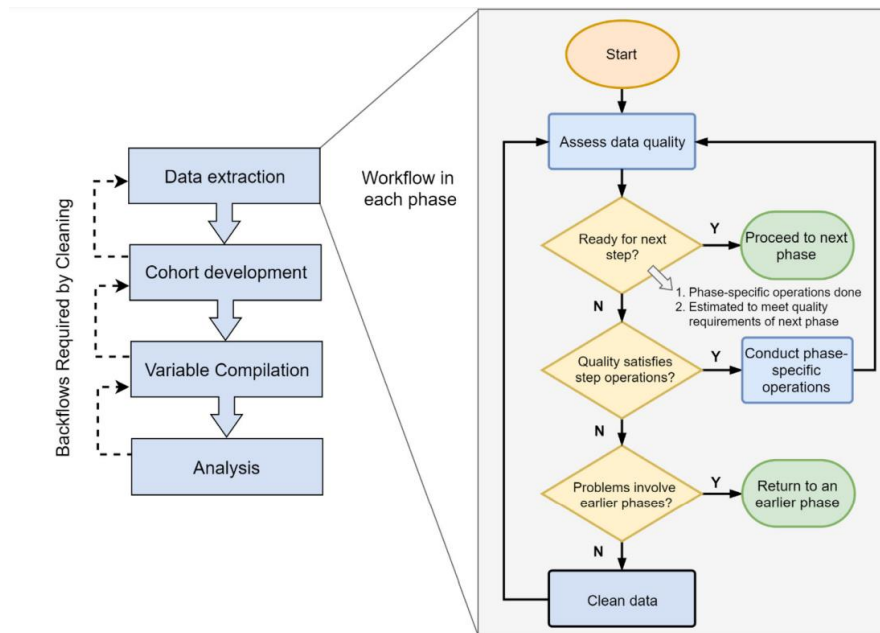 Backflows Required by Cleaning
Data extraction
Cohort development
Variable Compilation
Analysis
Workflow in
each phase
Start
Assess data quality
Ready for next
step?
Y
Proceed to next
phase
1. Phase-specific operations done
2. Estimated to meet quality
requirements of next phase
N
Quality satisfies
step operations?
Y
Conduct phase-
specific
operations
N
Problems involve
earlier phases?
Y
Return to an
earlier phase
N
Clean data